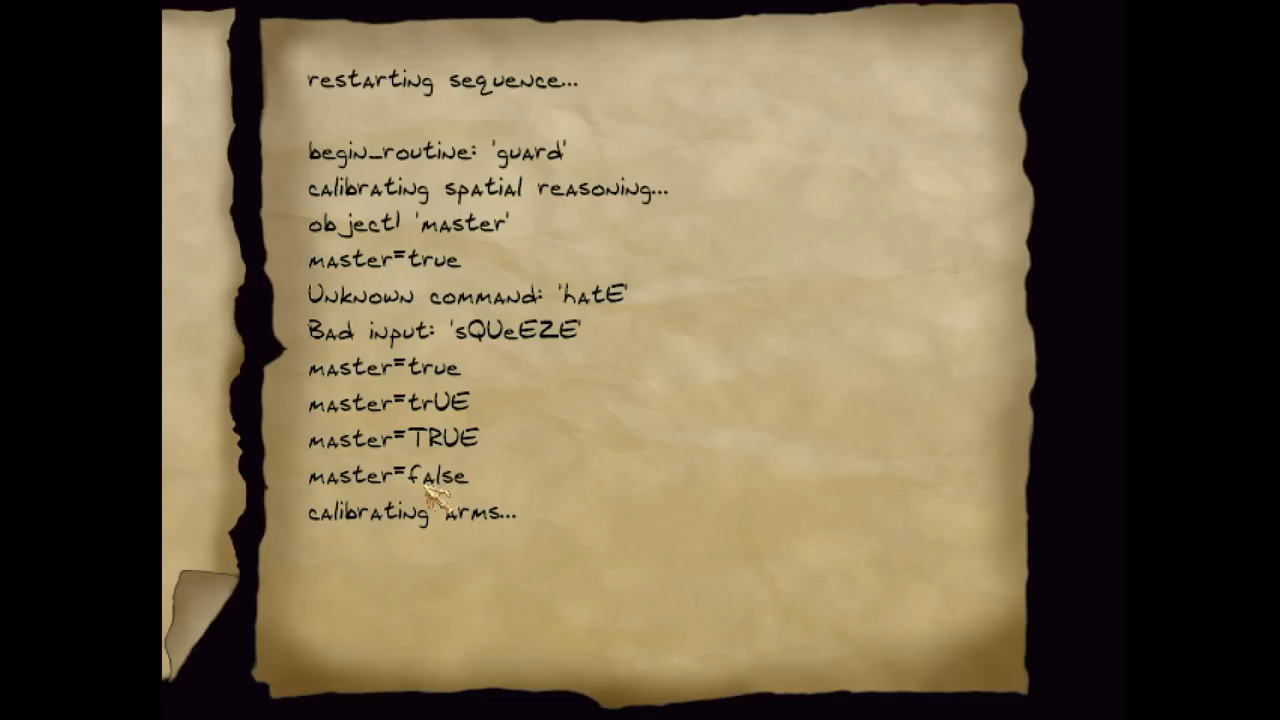 restarting sequence...
begin_routine: 'guard'
calibrating spatial reasoning...
object1 'master'
master=true
Unknown command: 'hatE'
Bad input: 'sQUeEZE'
master=true
master=trUE
master=TRUE
master=false
calibrating arms...